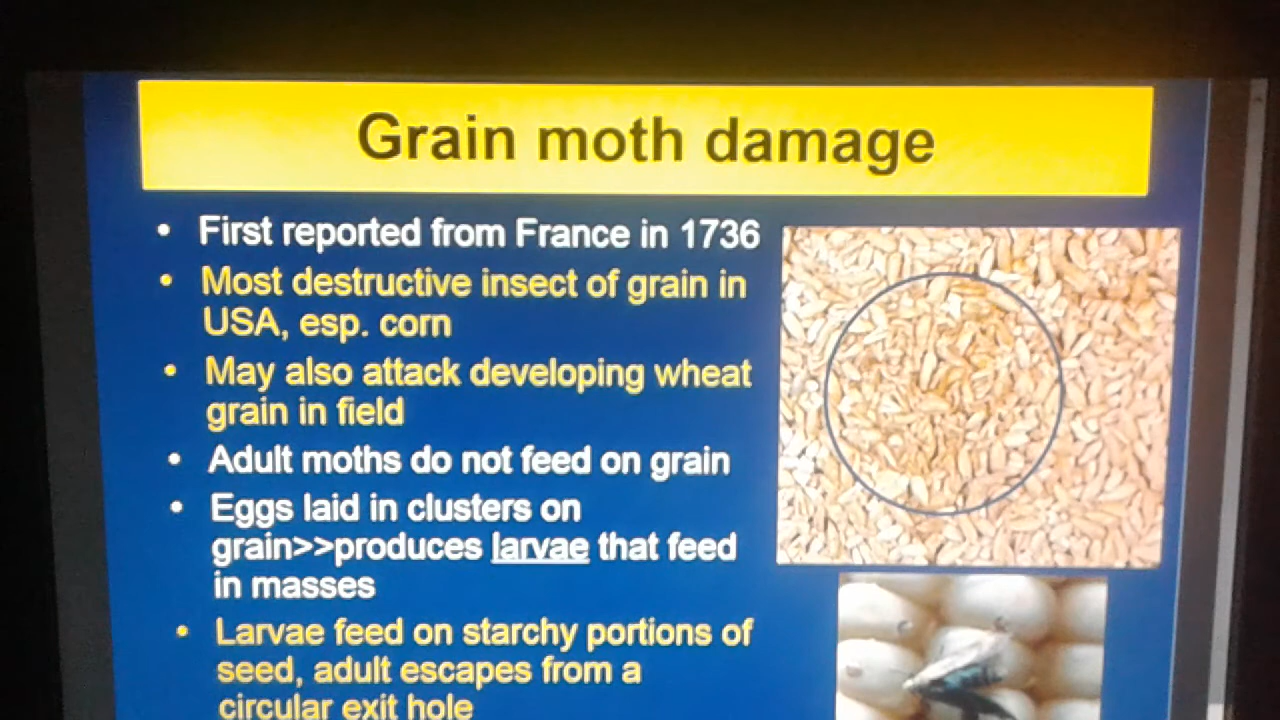 Grain moth damage
• First reported from France in 1736
• Most destructive insect of grain in
USA, esp. corn
• May also attack developing wheat
grain in field
• Adult moths do not feed on grain
• Eggs laid in clusters on
grain>>produces larvae that feed
in masses
• Larvae feed on starchy portions of
seed, adult escapes from a
circular exit hole